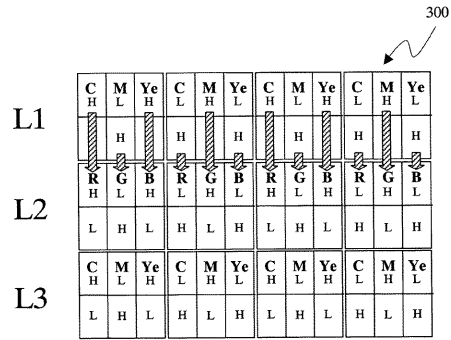 300
C M Ye C M Ye C M Ye C M Ye
H L H L H L H L H L H L
L1
H H H H H H
R G B R G B R G B R G B
H L H L H L H L H L H L
L2
L H L H L H L H L H L H
C M Ye C M Ye C M Ye C M Ye
H L H L H L H L H L H L
L3
L H L H L H L H L H L H